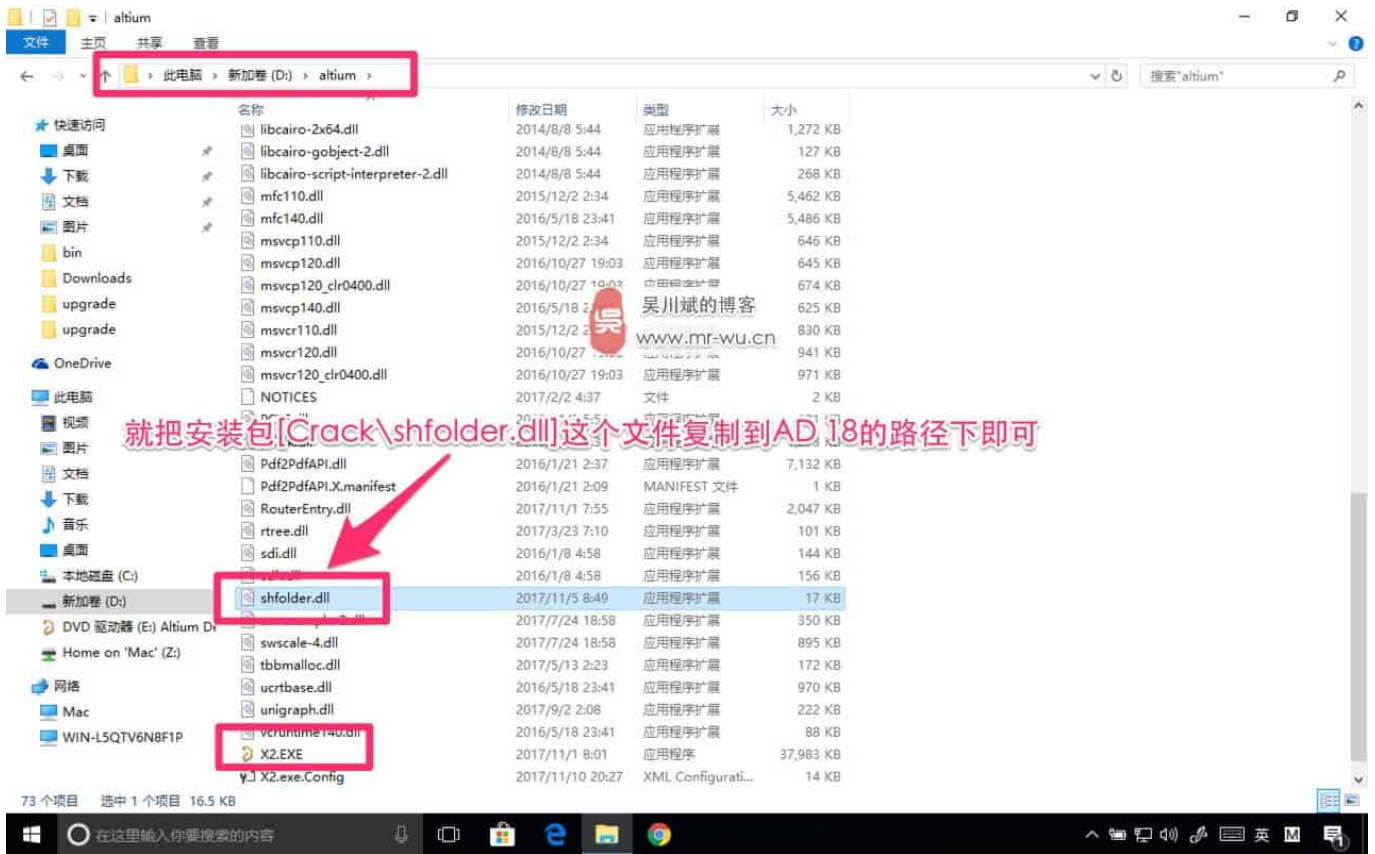 altium
文件 主页 共享 查看
此电脑 › 新加卷 (D:) › altium ›
搜索"altium"
名称 修改日期 类型 大小
快速访问
桌面
下载
文档
图片
bin
Downloads
upgrade
upgrade
OneDrive
此电脑
视频
图片
文档
下载
音乐
桌面
本地磁盘 (C:)
新加卷 (D:)
DVD 驱动器 (E:) Altium De
Home on 'Mac' (Z:)
网络
Mac
WIN-L5QTV6N8F1P
libcairo-2x64.dll 2014/8/8 5:44 应用程序扩展 1,272 KB
libcairo-gobject-2.dll 2014/8/8 5:44 应用程序扩展 127 KB
libcairo-script-interpreter-2.dll 2014/8/8 5:44 应用程序扩展 268 KB
mfc110.dll 2015/12/2 2:34 应用程序扩展 5,462 KB
mfc140.dll 2016/5/18 23:41 应用程序扩展 5,486 KB
msvcp110.dll 2015/12/2 2:34 应用程序扩展 646 KB
msvcp120.dll 2016/10/27 19:03 应用程序扩展 645 KB
msvcp120_clr0400.dll 2016/10/27 19:03 应用程序扩展 674 KB
msvcp140.dll 2016/5/18 625 KB
msvcr110.dll 2015/12/2 830 KB
msvcr120.dll 2016/10/27 941 KB
msvcr120_clr0400.dll 2016/10/27 19:03 应用程序扩展 971 KB
NOTICES 2017/2/2 4:37 文件 2 KB
吴
吴川斌的博客
www.mr-wu.cn
就把安装包[Crack\shfolder.dll]这个文件复制到AD 18的路径下即可
Pdf2PdfAPI.dll 2016/1/21 2:37 应用程序扩展 7,132 KB
Pdf2PdfAPI.X.manifest 2016/1/21 2:09 MANIFEST 文件 1 KB
RouterEntry.dll 2017/11/1 7:55 应用程序扩展 2,047 KB
rtree.dll 2017/3/23 7:10 应用程序扩展 101 KB
sdi.dll 2016/1/8 4:58 应用程序扩展 144 KB
2016/1/8 4:58 应用程序扩展 156 KB
shfolder.dll 2017/11/5 8:49 应用程序扩展 17 KB
2017/7/24 18:58 应用程序扩展 350 KB
swscale-4.dll 2017/7/24 18:58 应用程序扩展 895 KB
tbbmalloc.dll 2017/5/13 2:23 应用程序扩展 172 KB
ucrtbase.dll 2016/5/18 23:41 应用程序扩展 970 KB
unigraph.dll 2017/9/2 2:08 应用程序扩展 222 KB
vcruntime140.dll 2016/5/18 23:41 应用程序扩展 88 KB
X2.EXE 2017/11/1 8:01 应用程序 37,983 KB
X2.exe.Config 2017/11/10 20:27 XML Configurati... 14 KB
73 个项目 选中 1 个项目 16.5 KB
在这里输入你要搜索的内容
英 M
1